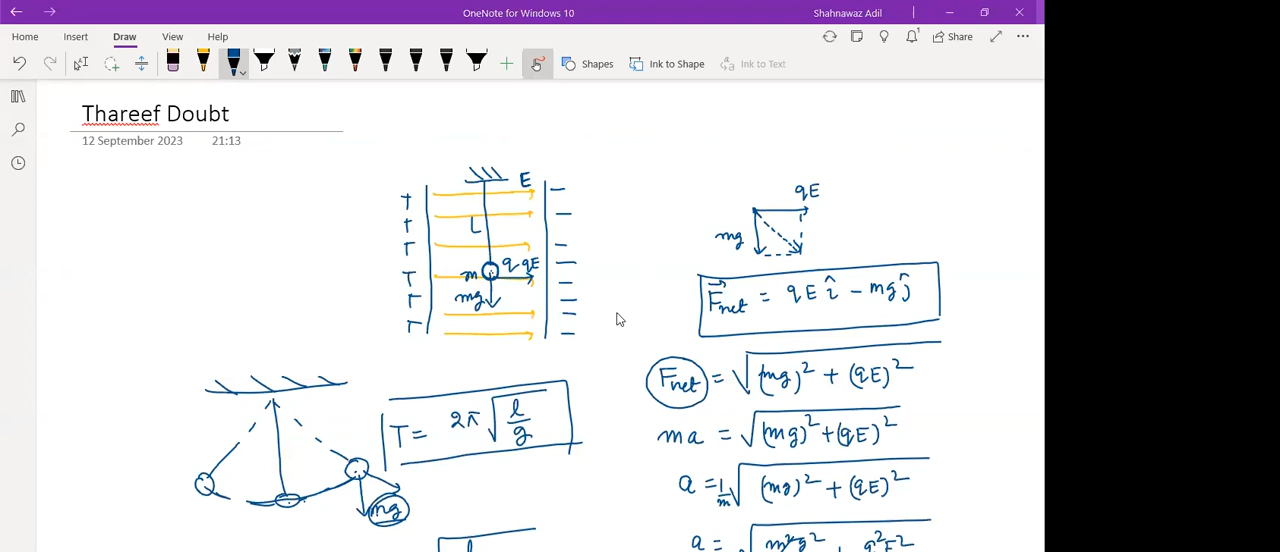 OneNote for Windows 10
Shahnawaz Adil
Home Insert Draw View Help
Share
Shapes
Ink to Shape
Ink to Text
Thareef Doubt
12 September 2023 21:13
E
L
m q qE
mg
+ + + + + +
− − − − − − − −
qE
mg
F⃗net = qE î − mg ĵ
Fnet = √((mg)² + (qE)²)
ma = √((mg)² + (qE)²)
a = 1/m √((mg)² + (qE)²)
a = √(m²g² + q²E²
T = 2π √(l/g)
mg
l